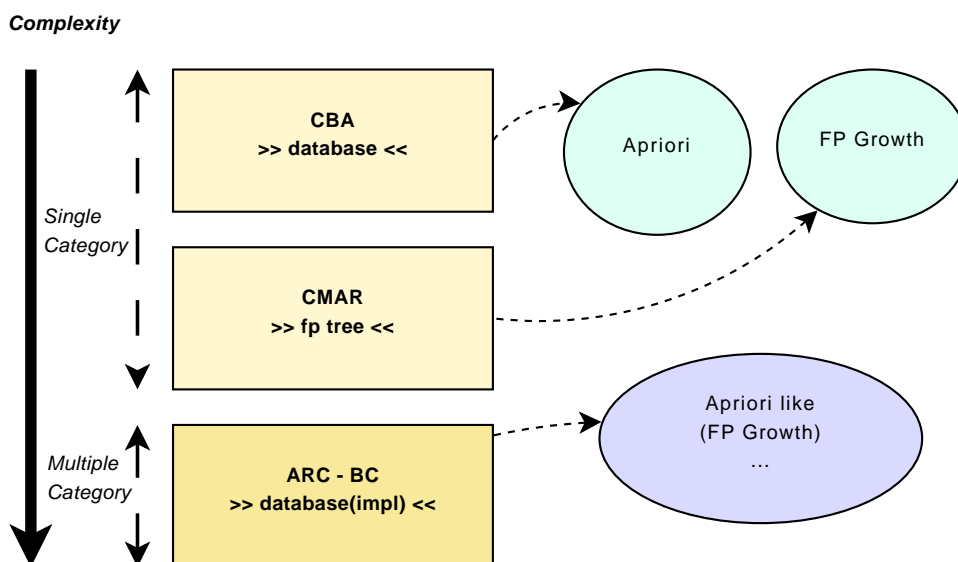 Complexity
CBA
>> database <<
Apriori
FP Growth
Single
Category
CMAR
>> fp tree <<
Apriori like
(FP Growth)
...
Multiple
Category
ARC - BC
>> database(impl) <<